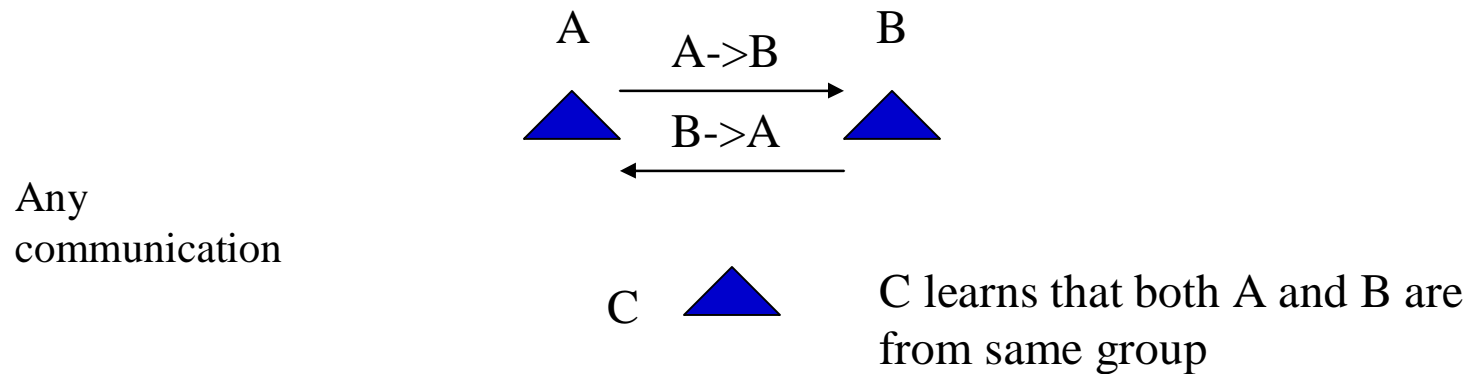 A
B
A->B
B->A
Any
communication
C
C learns that both A and B are
from same group